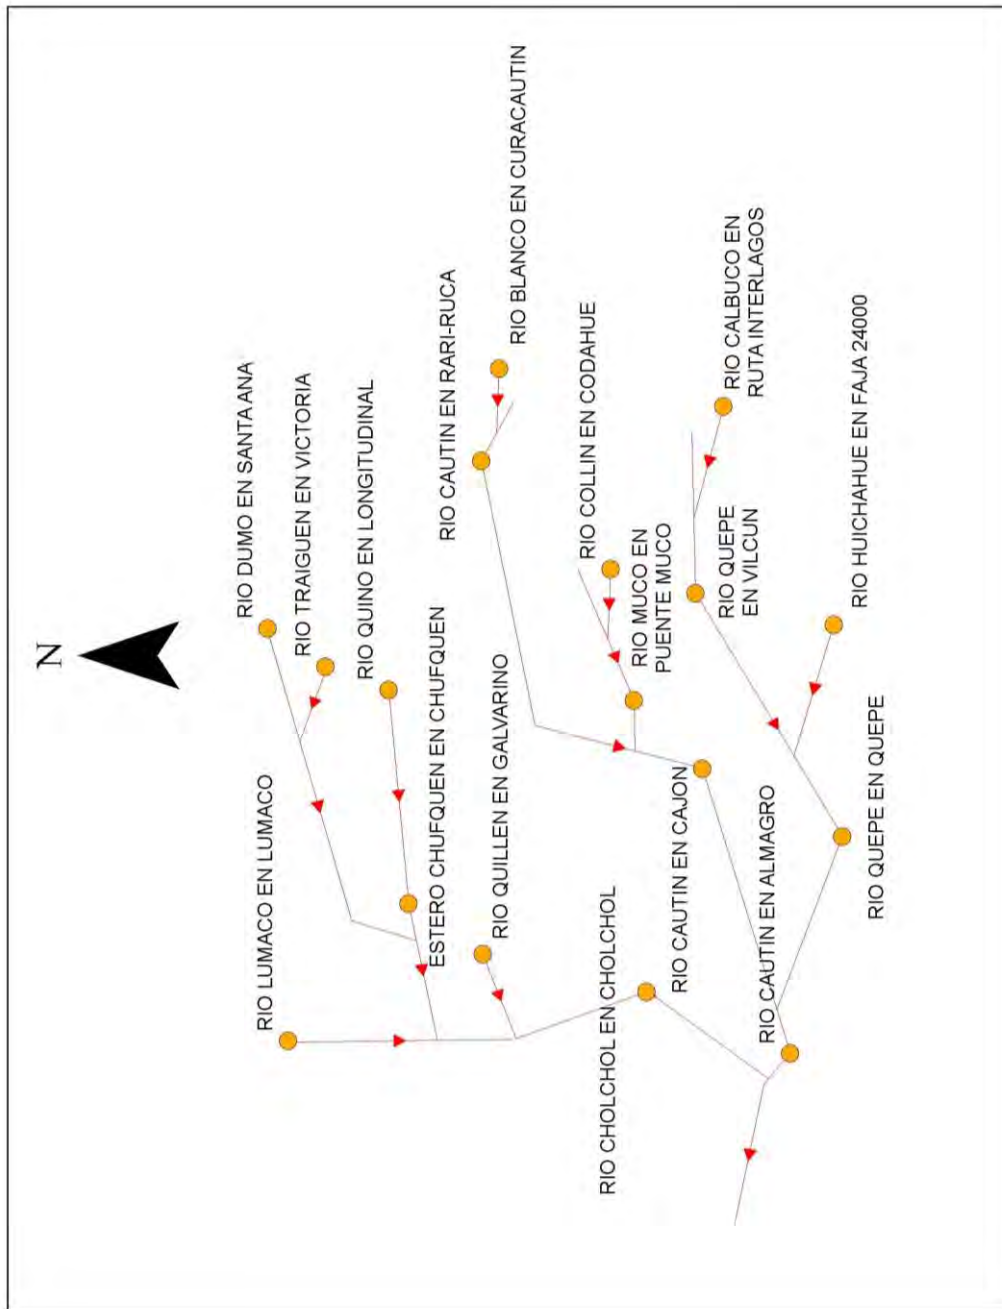 N
RIO DUMO EN SANTA ANA
RIO TRAIGUEN EN VICTORIA
RIO QUINO EN LONGITUDINAL
RIO LUMACO EN LUMACO
ESTERO CHUFQUEN EN CHUFQUEN
RIO QUILLEN EN GALVARINO
RIO CHOLCHOL EN CHOLCHOL
RIO CAUTIN EN RARI-RUCA
RIO BLANCO EN CURACAUTIN
RIO COLLIN EN CODAHUE
RIO MUCO EN
PUENTE MUCO
RIO CAUTIN EN CAJON
RIO CAUTIN EN ALMAGRO
RIO CALBUCO EN
RUTA INTERLAGOS
RIO QUEPE
EN VILCUN
RIO HUICHAHUE EN FAJA 24000
RIO QUEPE EN QUEPE